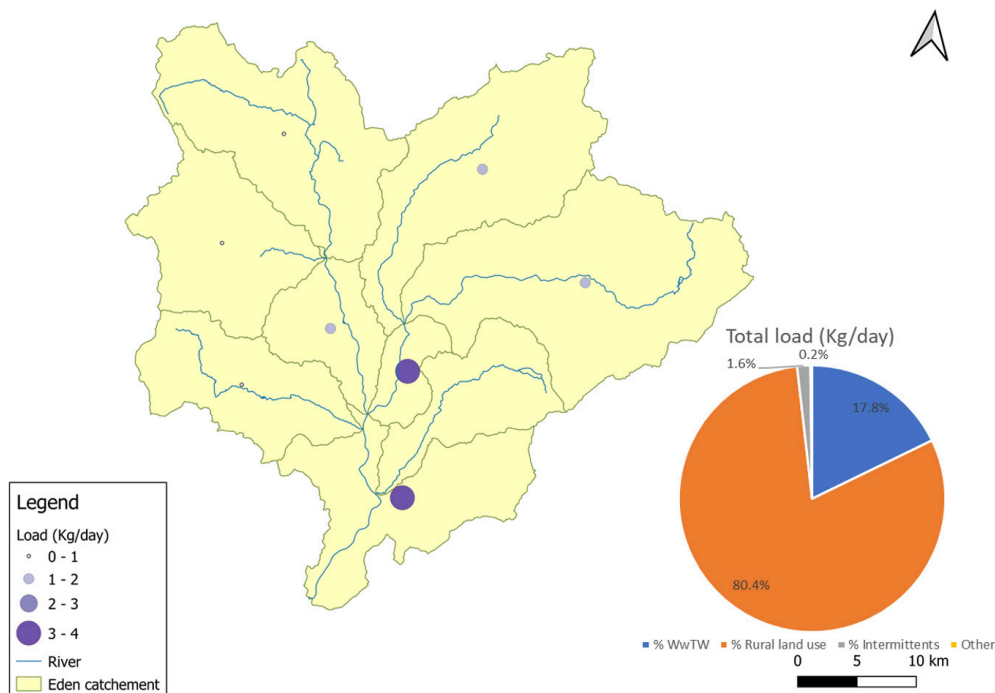 Total load (Kg/day)
1.6%
0.2%
17.8%
80.4%
% WwTW % Rural land use % Intermittents Other
0 5 10 km
Legend
Load (Kg/day)
0 - 1
1 - 2
2 - 3
3 - 4
River
Eden catchement